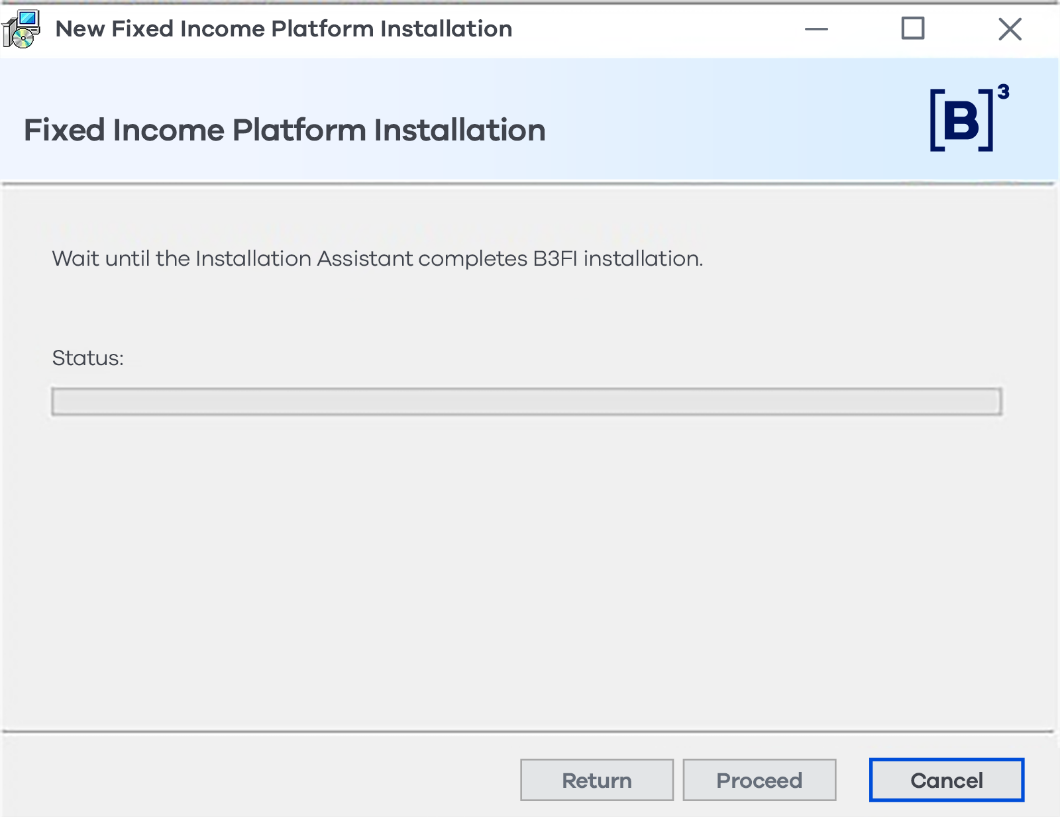 New Fixed Income Platform Installation
Fixed Income Platform Installation
[B]³
Wait until the Installation Assistant completes B3FI installation.
Status:
Return
Proceed
Cancel